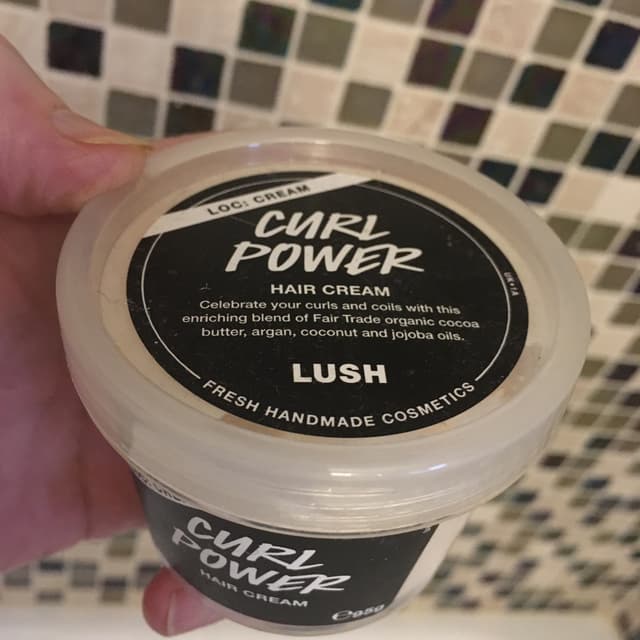 LOC: CREAM
CURL
POWER
HAIR CREAM
Celebrate your curls and coils with this
enriching blend of Fair Trade organic cocoa
butter, argan, coconut and jojoba oils.
LUSH
FRESH HANDMADE COSMETICS
CURL
POWER
HAIR CREAM
℮95g